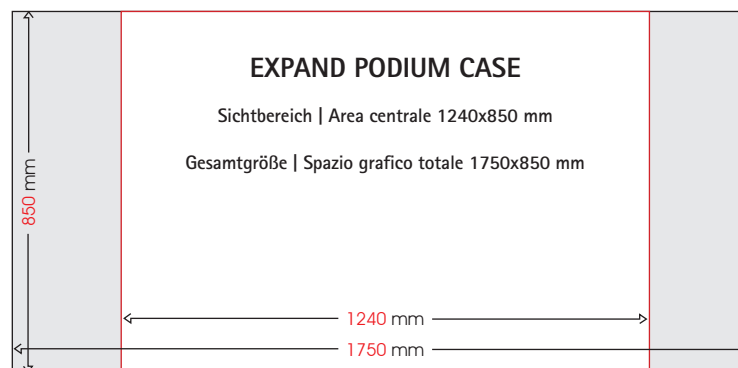 EXPAND PODIUM CASE
Sichtbereich | Area centrale 1240x850 mm
Gesamtgröße | Spazio grafico totale 1750x850 mm
850 mm
1240 mm
1750 mm